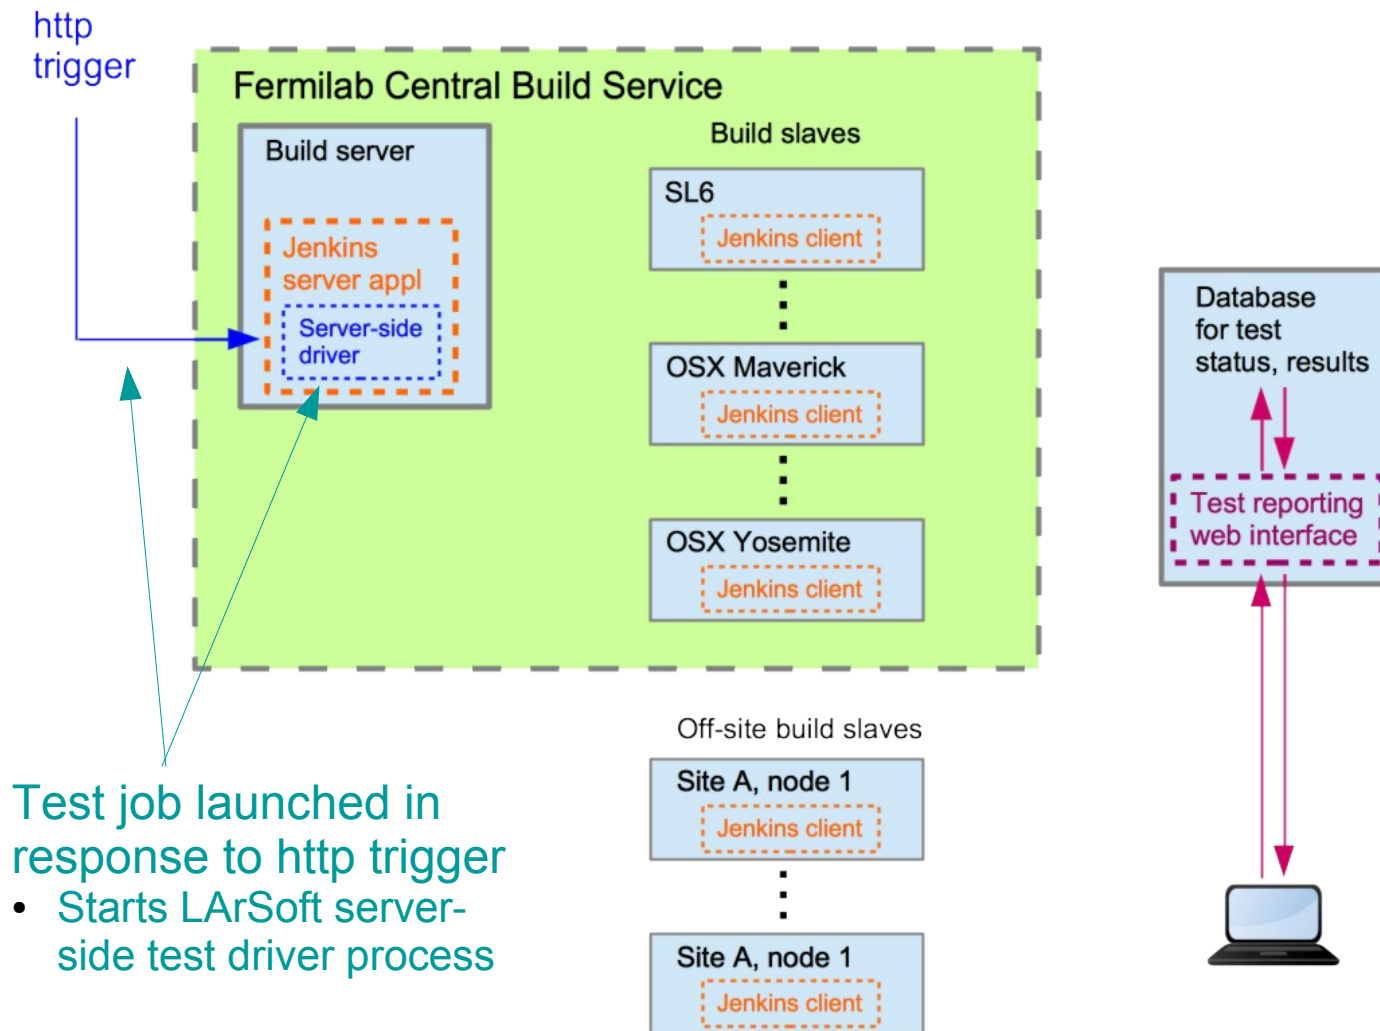 http
trigger
Fermilab Central Build Service
Build server
Jenkins
server appl
Server-side
driver
Build slaves
SL6
Jenkins client
OSX Maverick
Jenkins client
OSX Yosemite
Jenkins client
Database
for test
status, results
Test reporting
web interface
Off-site build slaves
Site A, node 1
Jenkins client
Site A, node 1
Jenkins client
Test job launched in
response to http trigger
• Starts LArSoft server-
side test driver process